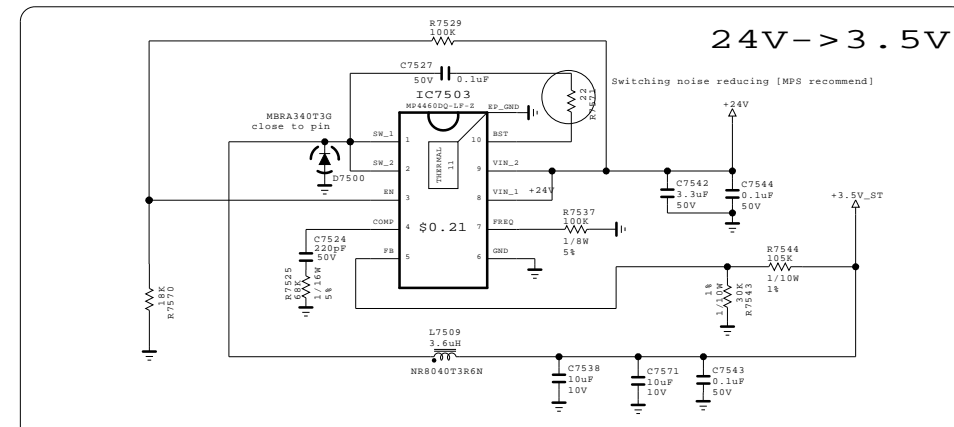 24V->3.5V
R7529
100K
C7527
50V
0.1uF
IC7503
MP4460DQ-LF-Z
EP_GND
22
R7571
Switching noise reducing [MPS recommend]
+24V
MBRA340T3G
close to pin
D7500
SW_1
1
10
BST
SW_2
2
9
VIN_2
EN
3
8
VIN_1
+24V
COMP
4
7
FREQ
FB
5
6
GND
THERMAL
11
$0.21
C7542
3.3uF
50V
C7544
0.1uF
50V
+3.5V_ST
R7537
100K
1/8W
5%
C7524
220pF
50V
R7525
68K
1/16W
5%
R7544
105K
1/10W
1%
1%
1/10W
30K
R7543
18K
R7570
L7509
3.6uH
NR8040T3R6N
C7538
10uF
10V
C7571
10uF
10V
C7543
0.1uF
50V